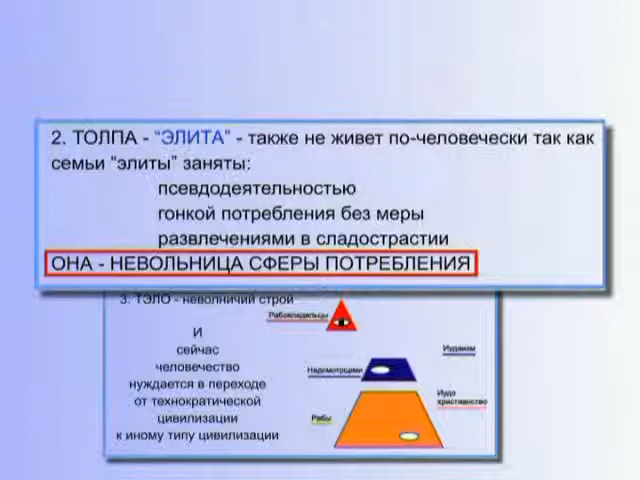 2. ТОЛПА - "ЭЛИТА" - также не живет по-человечески так как
семьи "элиты" заняты:
псевдодеятельностью
гонкой потребления без меры
развлечениями в сладострастии
ОНА - НЕВОЛЬНИЦА СФЕРЫ ПОТРЕБЛЕНИЯ
3. ТЭЛО - неволничий строй
Рабовладельцы
И
сейчас
человечество
нуждается в переходе
от технократической
цивилизации
к иному типу цивилизации
Иудаизм
Надсмотрщики
Иудо
христианство
Рабы